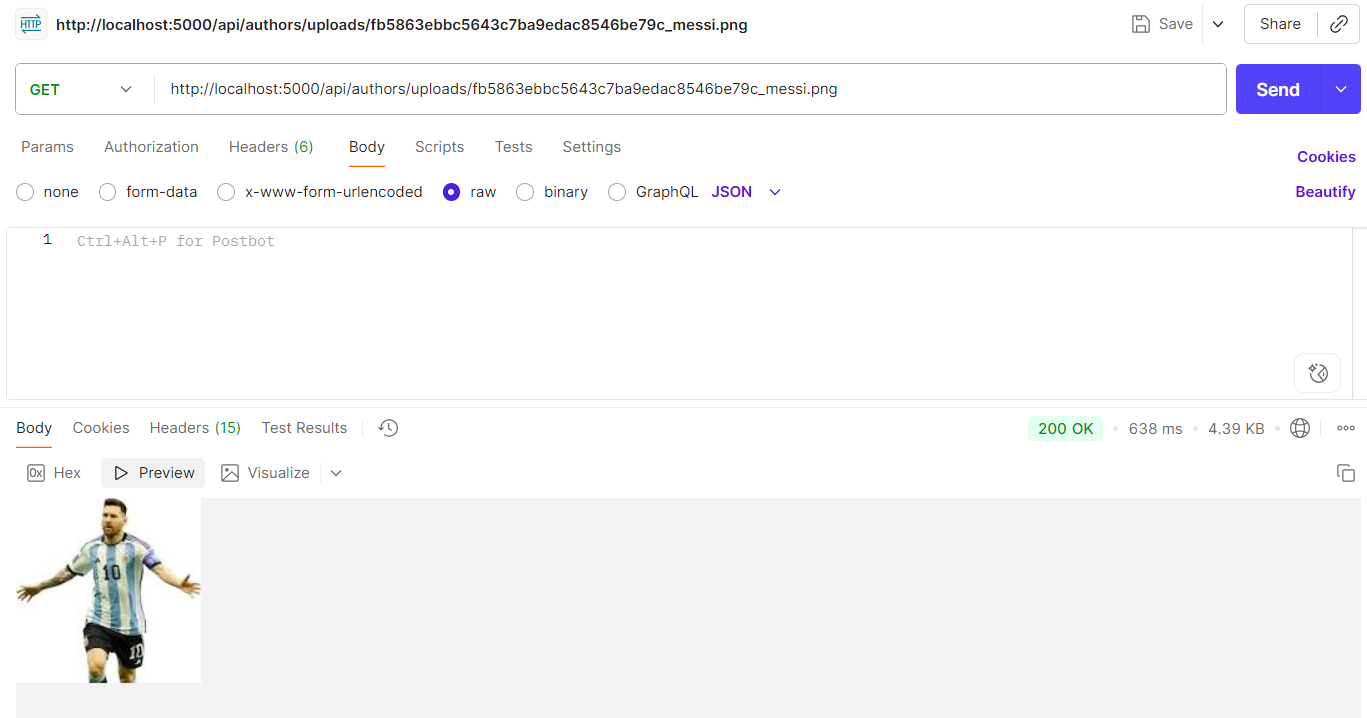 HTTP http://localhost:5000/api/authors/uploads/fb5863ebbc5643c7ba9edac8546be79c_messi.png Save Share
GET http://localhost:5000/api/authors/uploads/fb5863ebbc5643c7ba9edac8546be79c_messi.png Send
Params Authorization Headers (6) Body Scripts Tests Settings Cookies
none form-data x-www-form-urlencoded raw binary GraphQL JSON Beautify
1 Ctrl+Alt+P for Postbot
Body Cookies Headers (15) Test Results 200 OK 638 ms 4.39 KB
0x Hex Preview Visualize
10
10